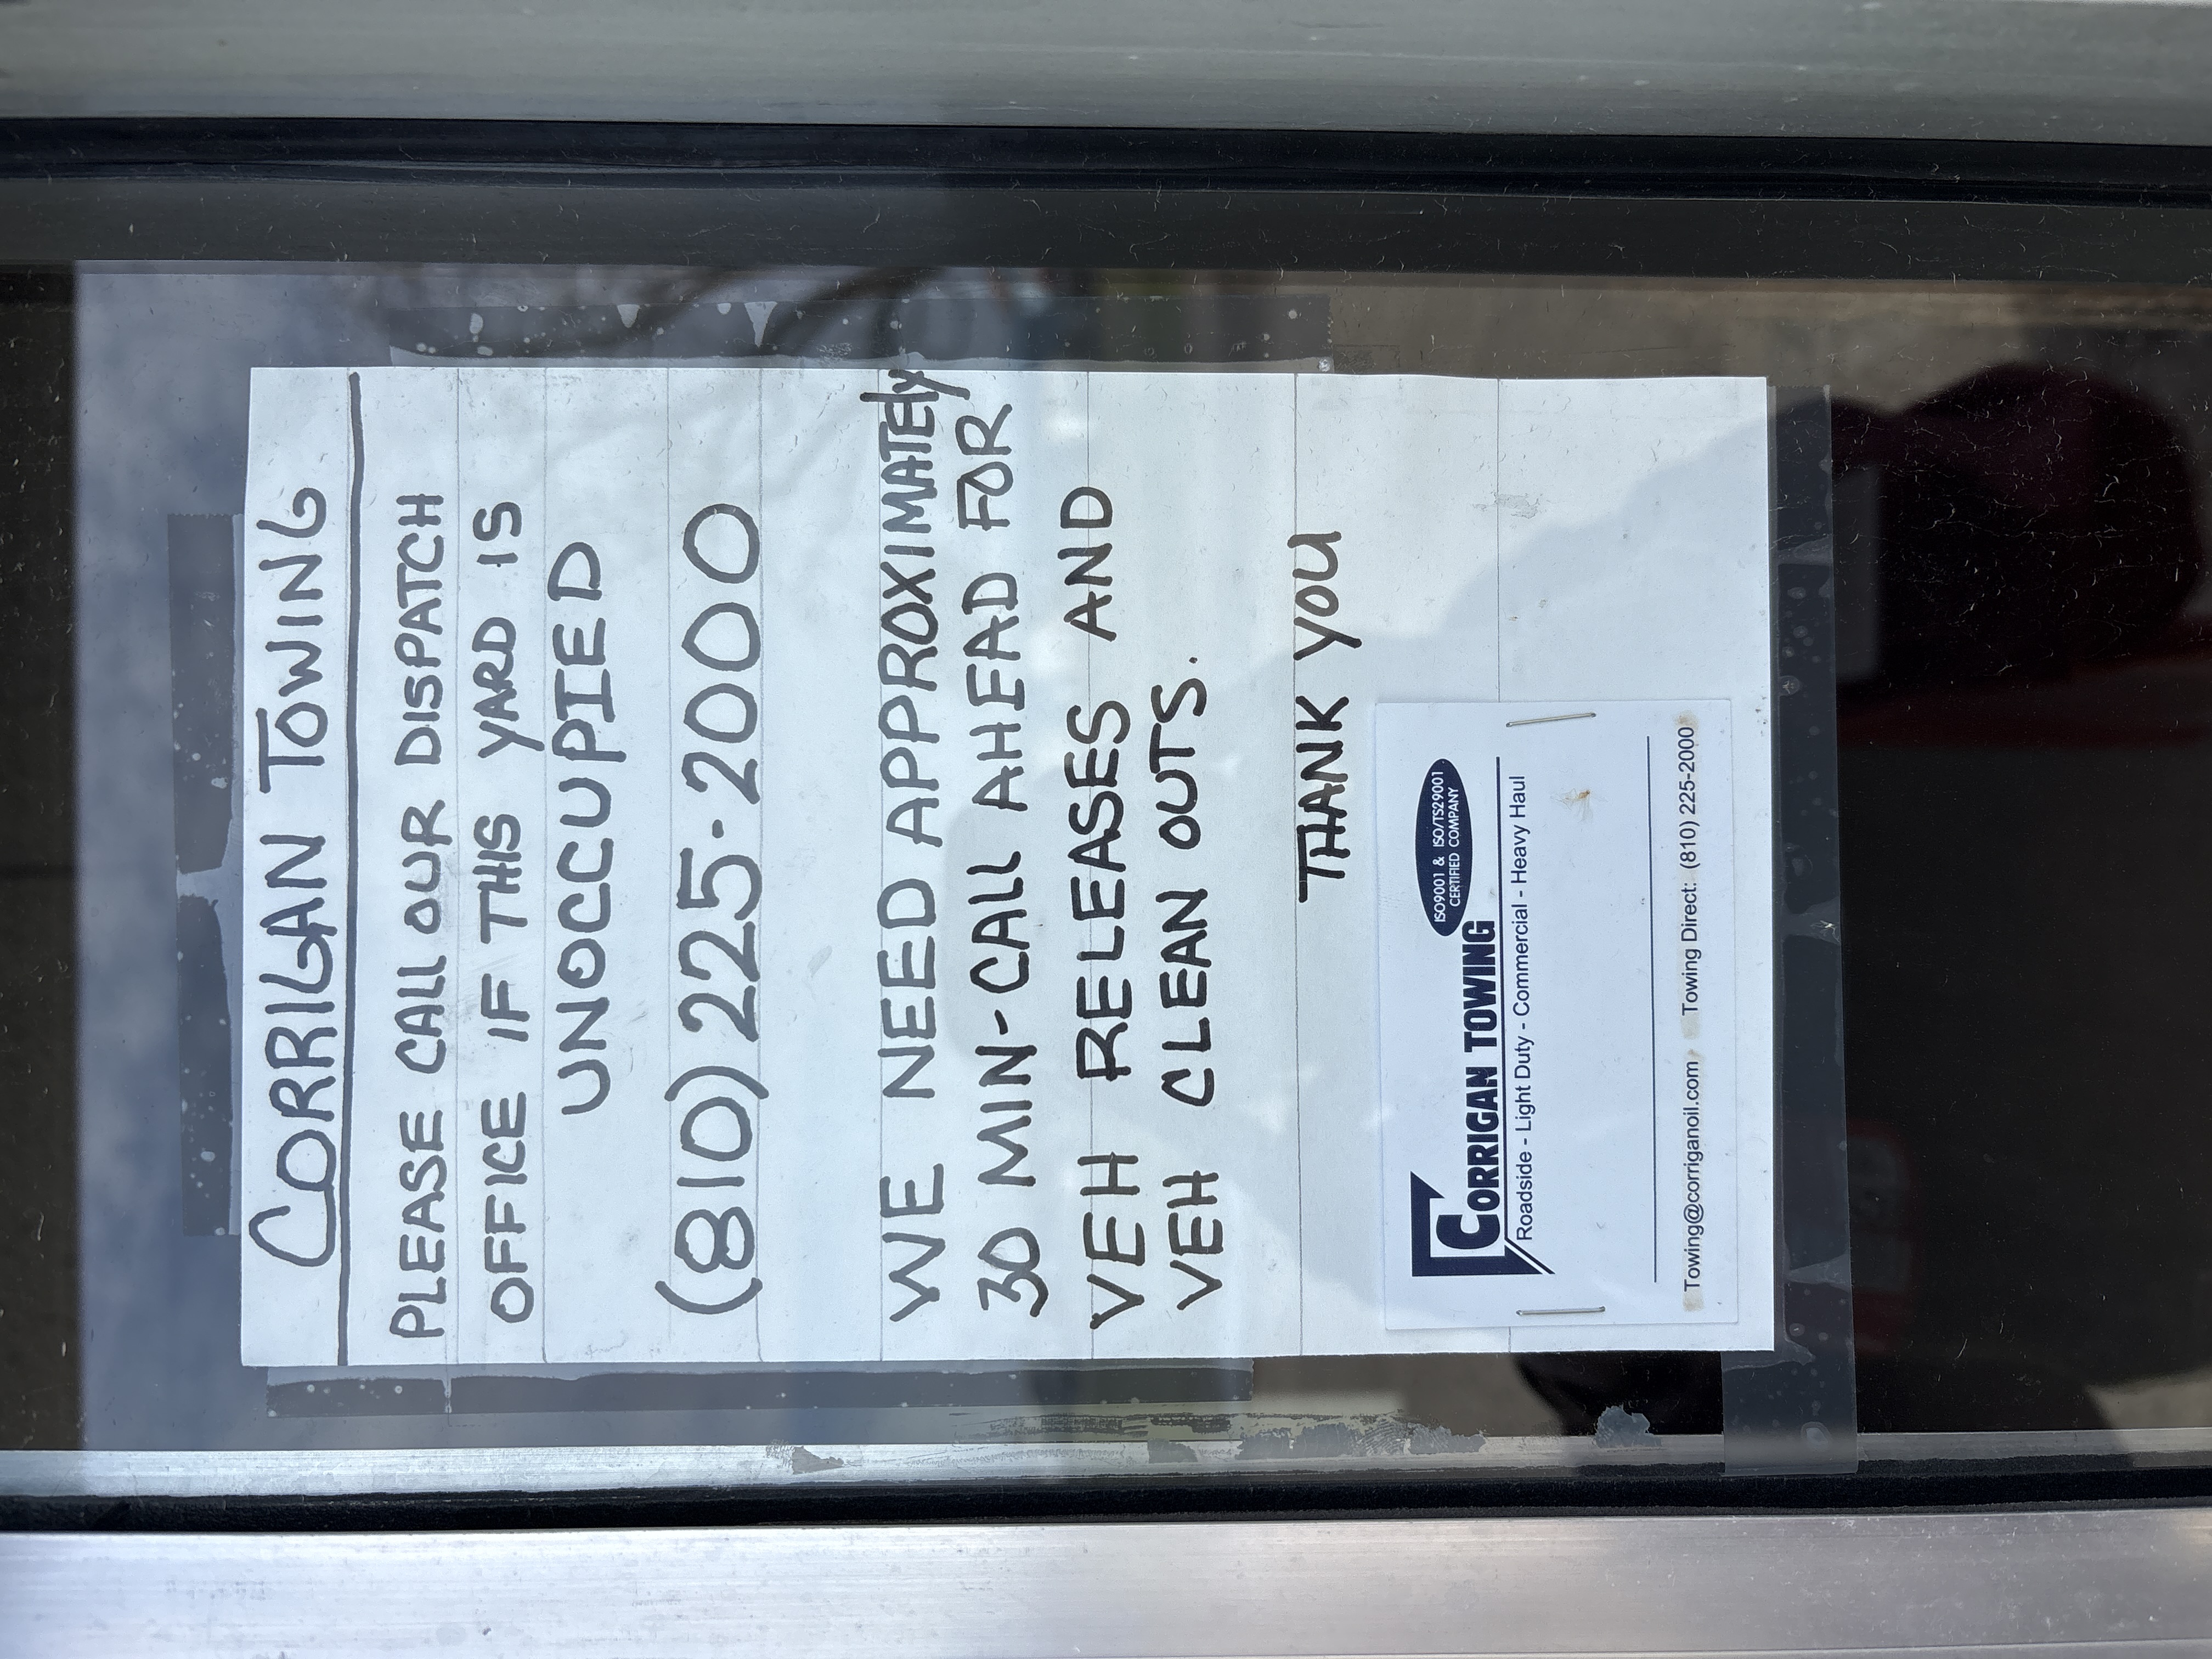 CORRIGAN TOWING
PLEASE CALL OUR DISPATCH
OFFICE IF THIS YARD IS
UNOCCUPIED
(810) 225-2000
WE NEED APPROXIMATELY
30 MIN-CALL AHEAD FOR
VEH RELEASES AND
VEH CLEAN OUTS.
THANK YOU
CORRIGAN TOWING
ISO9001 & ISO/TS29001
CERTIFIED COMPANY
Roadside - Light Duty - Commercial - Heavy Haul
Towing@corriganoil.com Towing Direct: (810) 225-2000